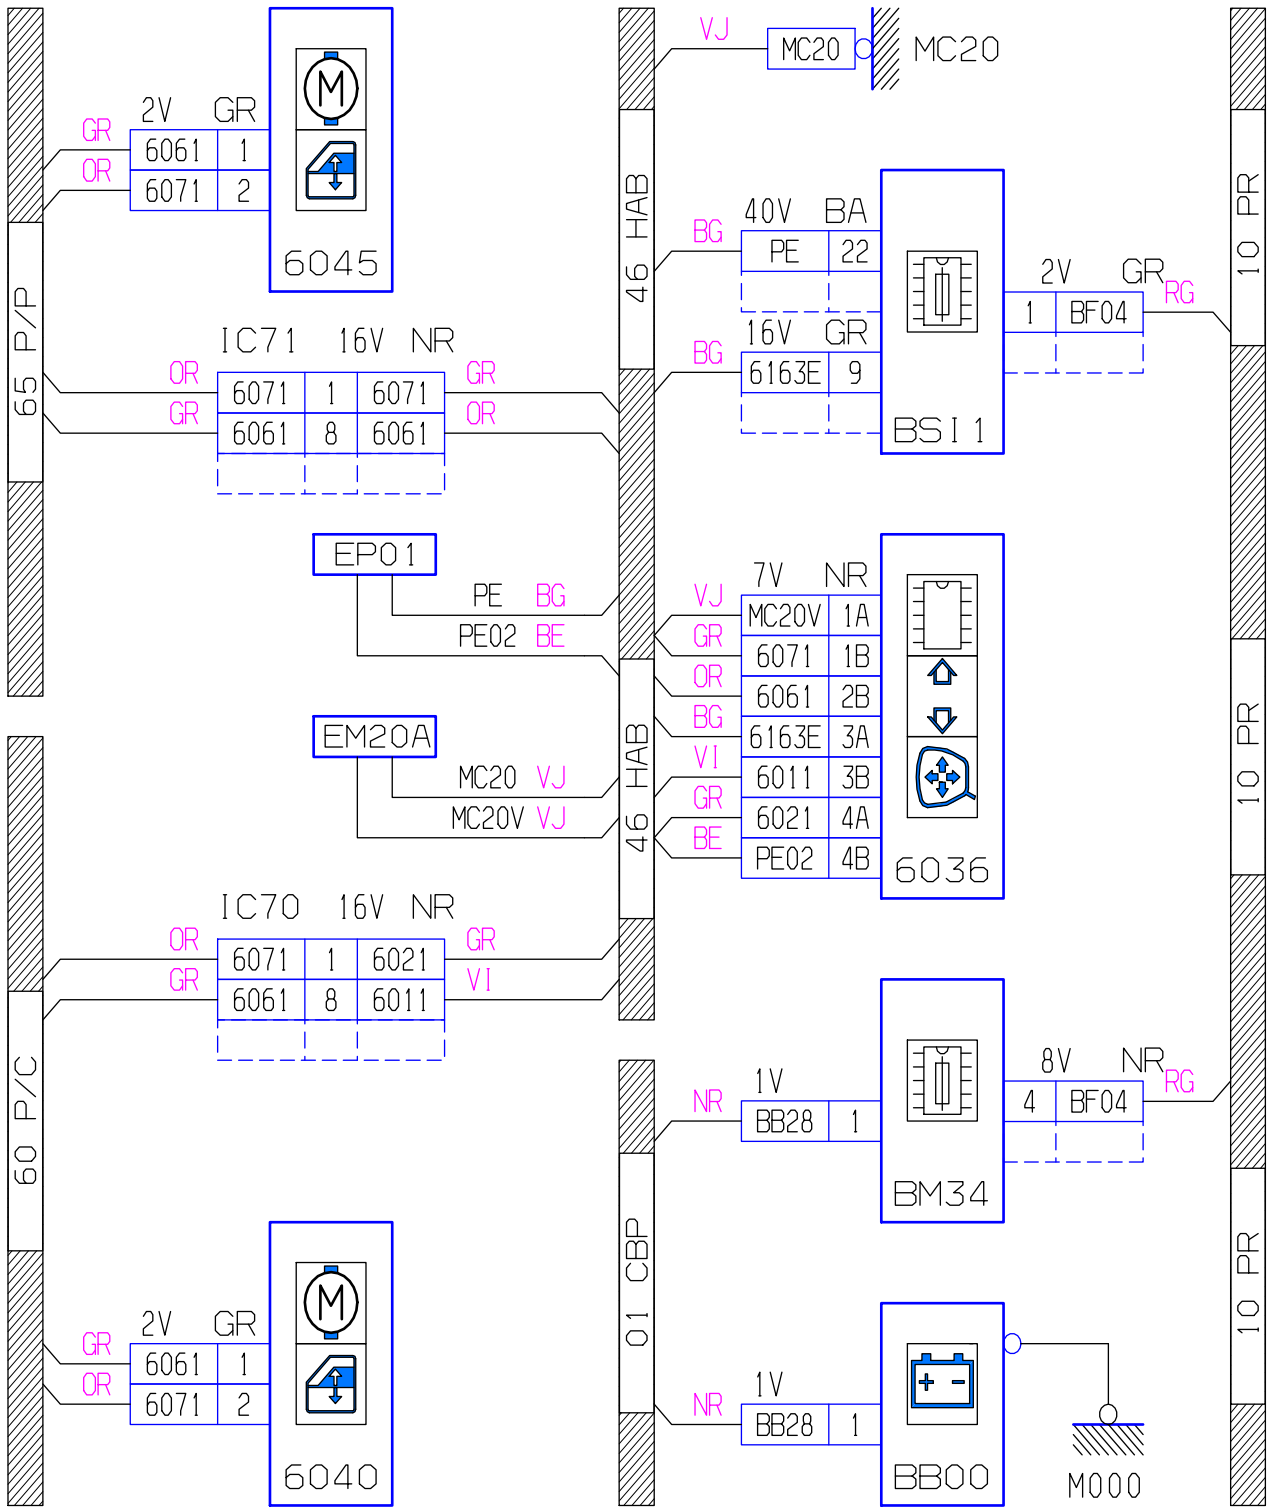 2V GR
GR 6061 1
OR 6071 2
6045
65 P/P
IC71 16V NR
OR 6071 1 6071 GR
GR 6061 8 6061 OR
EP01
PE BG
PE02 BE
EM20A
MC20 VJ
MC20V VJ
IC70 16V NR
OR 6071 1 6021 GR
GR 6061 8 6011 VI
60 P/C
M
2V GR
GR 6061 1
OR 6071 2
6040
M
VJ MC20 MC20
46 HAB
40V BA
BG PE 22
16V GR
BG 6163E 9
BSI1
2V GR
1 BF04 RG
10 PR
7V NR
VJ MC20V 1A
GR 6071 1B
OR 6061 2B
BG 6163E 3A
VI 6011 3B
GR 6021 4A
BE PE02 4B
6036
46 HAB
10 PR
1V
NR BB28 1
BM34
8V NR
4 BF04 RG
01 CBP
10 PR
1V
NR BB28 1
+ -
BB00
M000